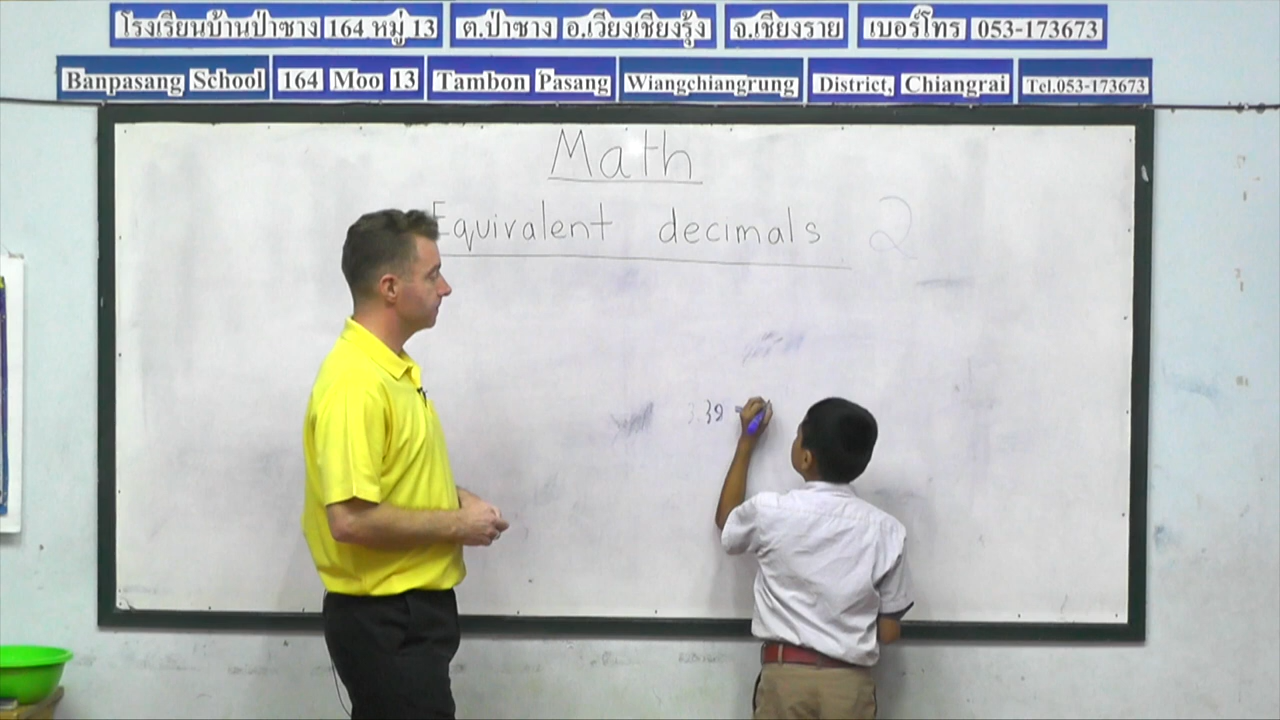 โรงเรียนบ้านป่าซาง 164 หมู่ 13 ต.ป่าซาง อ.เวียงเชียงรุ้ง จ.เชียงราย เบอร์โทร 053-173673
Banpasang School 164 Moo 13 Tambon Pasang Wiangchiangrung District, Chiangrai Tel.053-173673
Math
Equivalent decimals 2